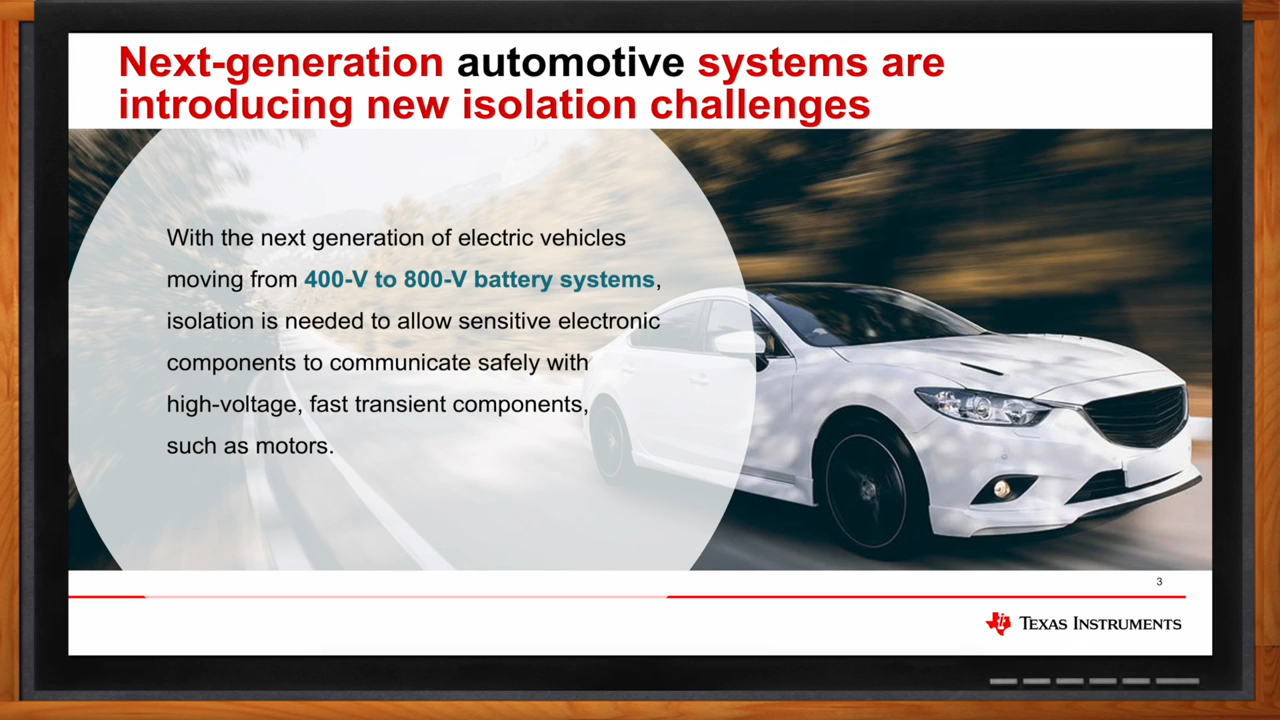 Next-generation automotive systems are
introducing new isolation challenges
With the next generation of electric vehicles
moving from 400-V to 800-V battery systems,
isolation is needed to allow sensitive electronic
components to communicate safely with
high-voltage, fast transient components,
such as motors.
3
TEXAS INSTRUMENTS